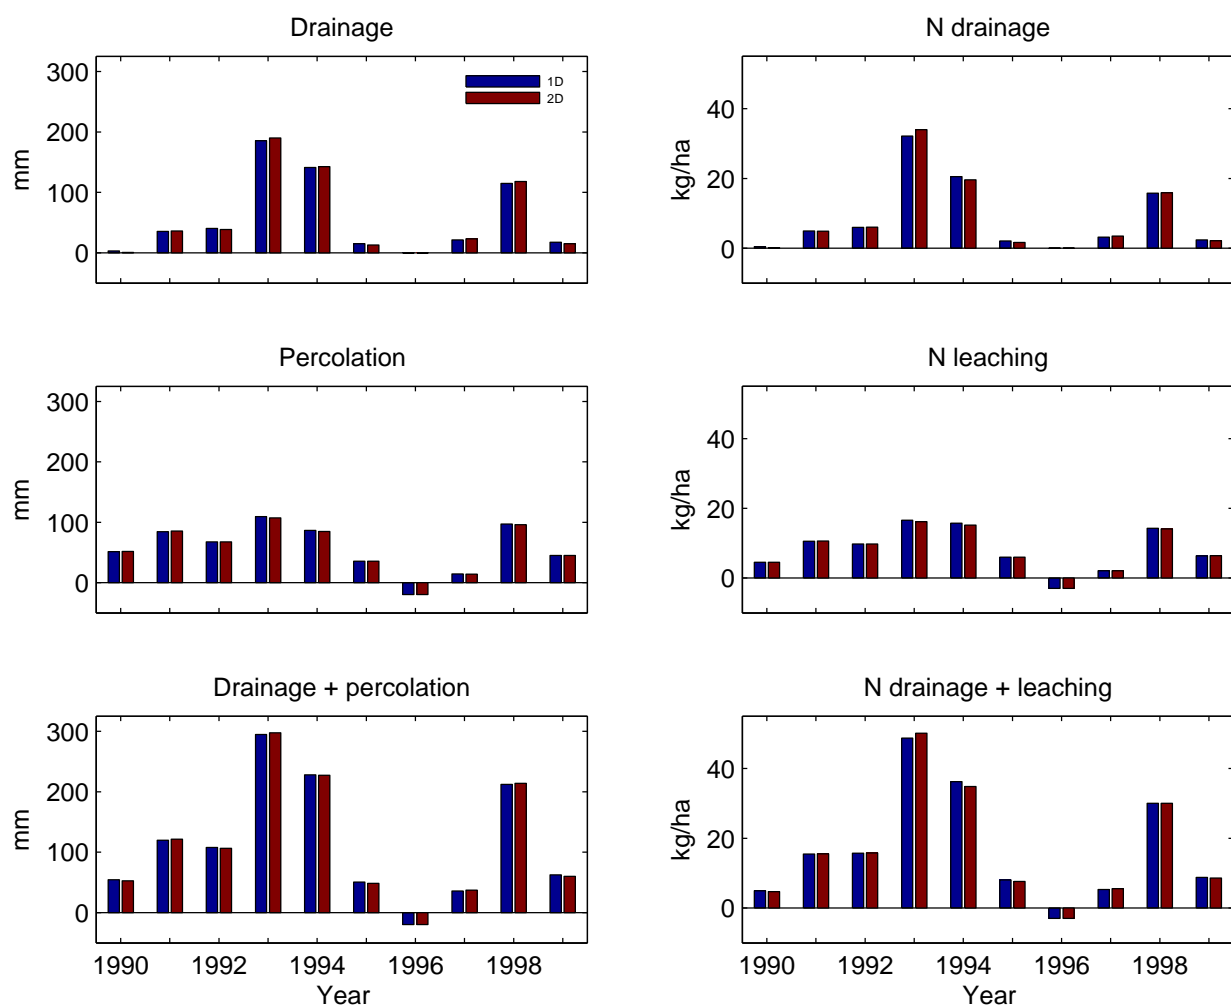 Drainage
300
200
100
0
mm
1D
2D
N drainage
40
20
0
kg/ha
Percolation
300
200
100
0
mm
N leaching
40
20
0
kg/ha
Drainage + percolation
300
200
100
0
mm
1990 1992 1994 1996 1998
Year
N drainage + leaching
40
20
0
kg/ha
1990 1992 1994 1996 1998
Year